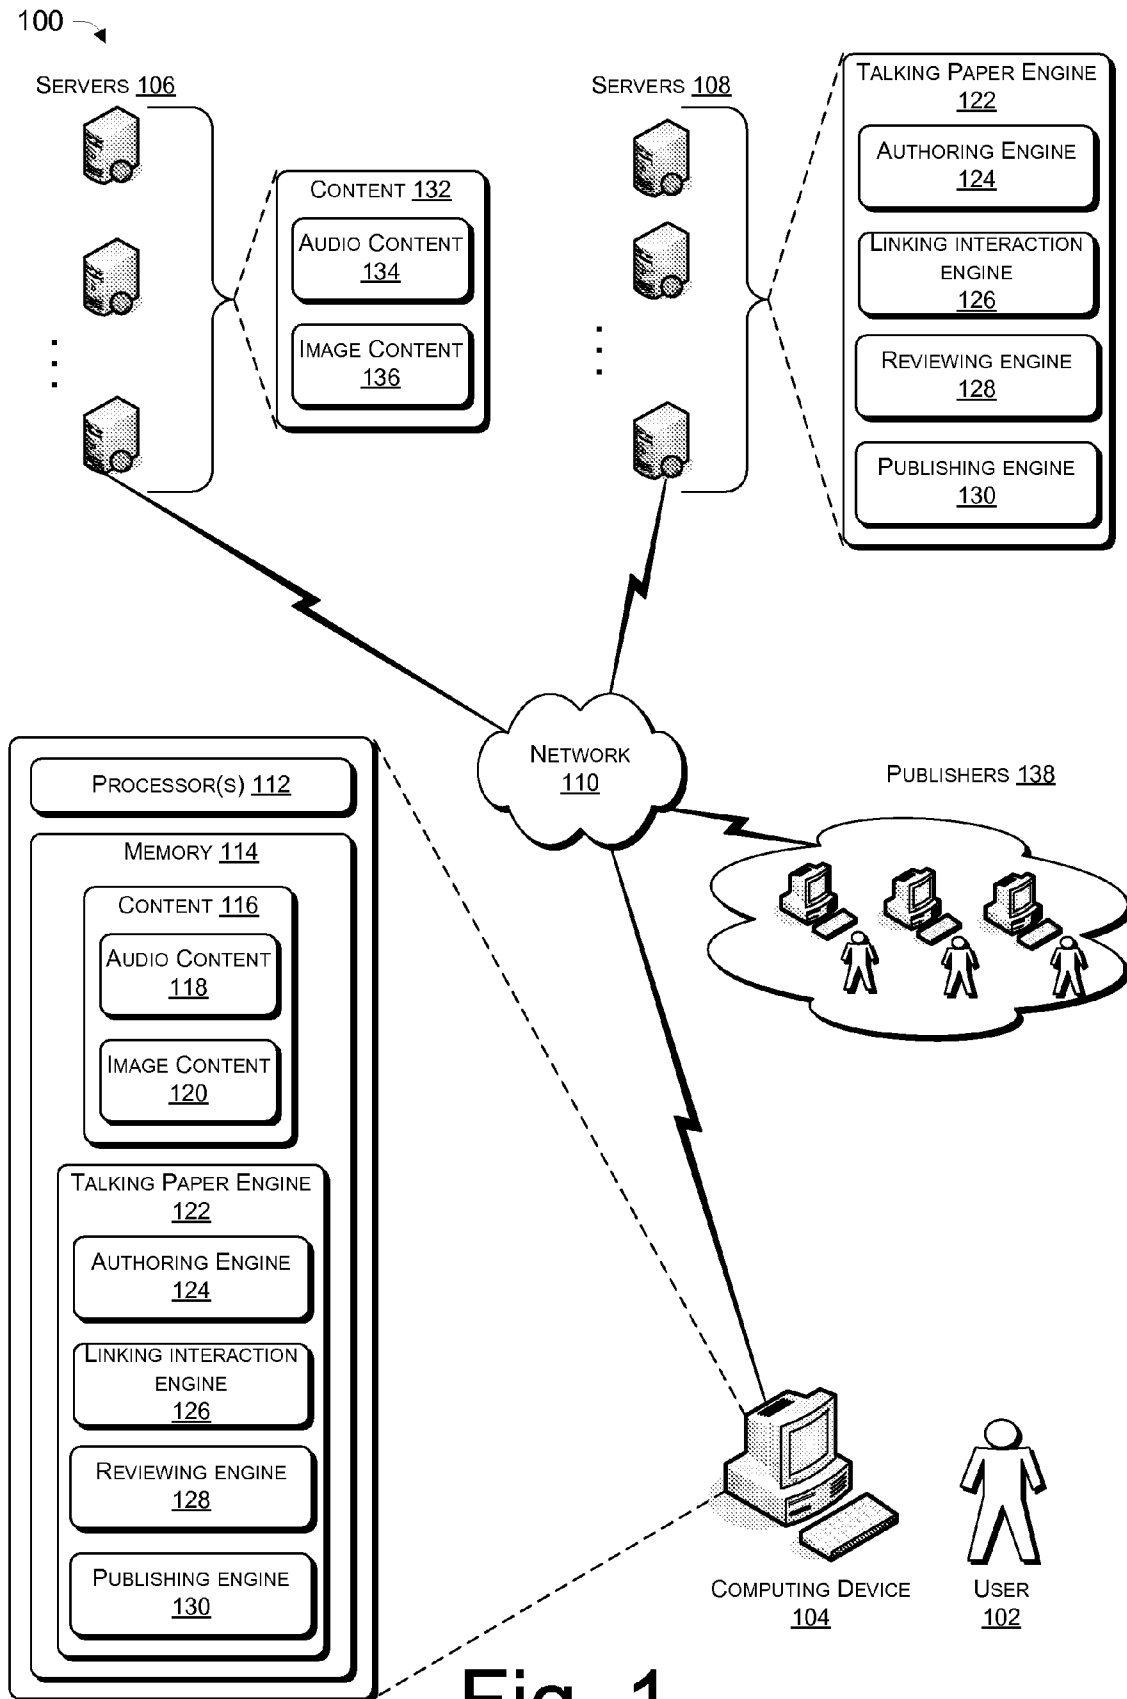 100
SERVERS 106
SERVERS 108
TALKING PAPER ENGINE
122
AUTHORING ENGINE
124
LINKING INTERACTION
ENGINE
126
REVIEWING ENGINE
128
PUBLISHING ENGINE
130
CONTENT 132
AUDIO CONTENT
134
IMAGE CONTENT
136
NETWORK
110
PUBLISHERS 138
PROCESSOR(S) 112
MEMORY 114
CONTENT 116
AUDIO CONTENT
118
IMAGE CONTENT
120
TALKING PAPER ENGINE
122
AUTHORING ENGINE
124
LINKING INTERACTION
ENGINE
126
REVIEWING ENGINE
128
PUBLISHING ENGINE
130
COMPUTING DEVICE
104
USER
102
Fig. 1